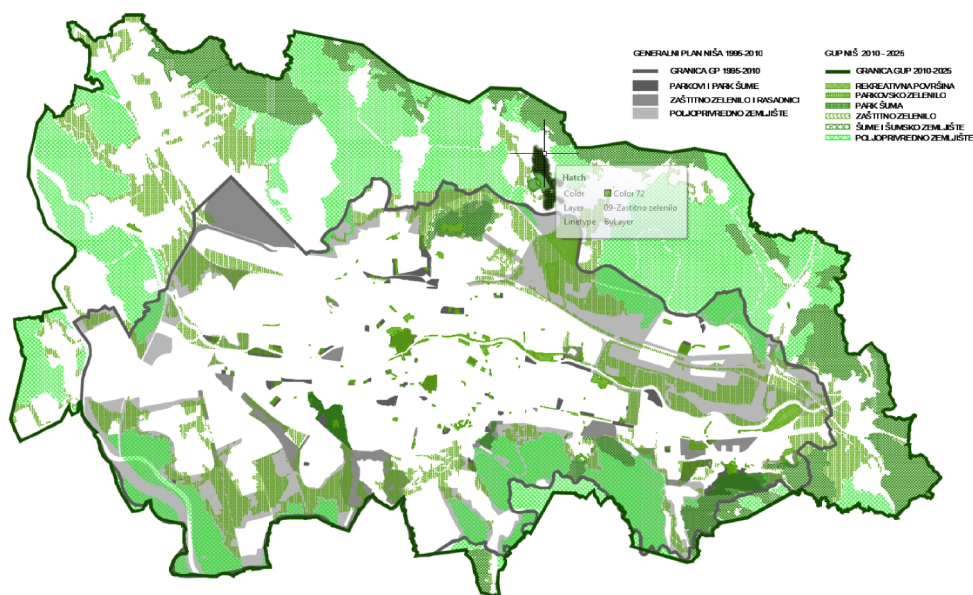 GENERALNI PLAN NIŠA 1995-2010
GRANICA GP 1995-2010
PARKOVI I PARK ŠUME
ZAŠTITNO ZELENILO I RASADNICI
POLJOPRIVREDNO ZEMLJIŠTE
GUP NIŠ 2010 - 2025
GRANICA GUP 2010-2025
REKREATIVNA POVRŠINA
PARKOVSKO ZELENILO
PARK ŠUMA
ZAŠTITNO ZELENILO
ŠUME I ŠUMSKO ZEMLJIŠTE
POLJOPRIVREDNO ZEMLJIŠTE
Hatch
Color Color 72
Layer 09-Zastitno zelenilo
Linetype ByLayer